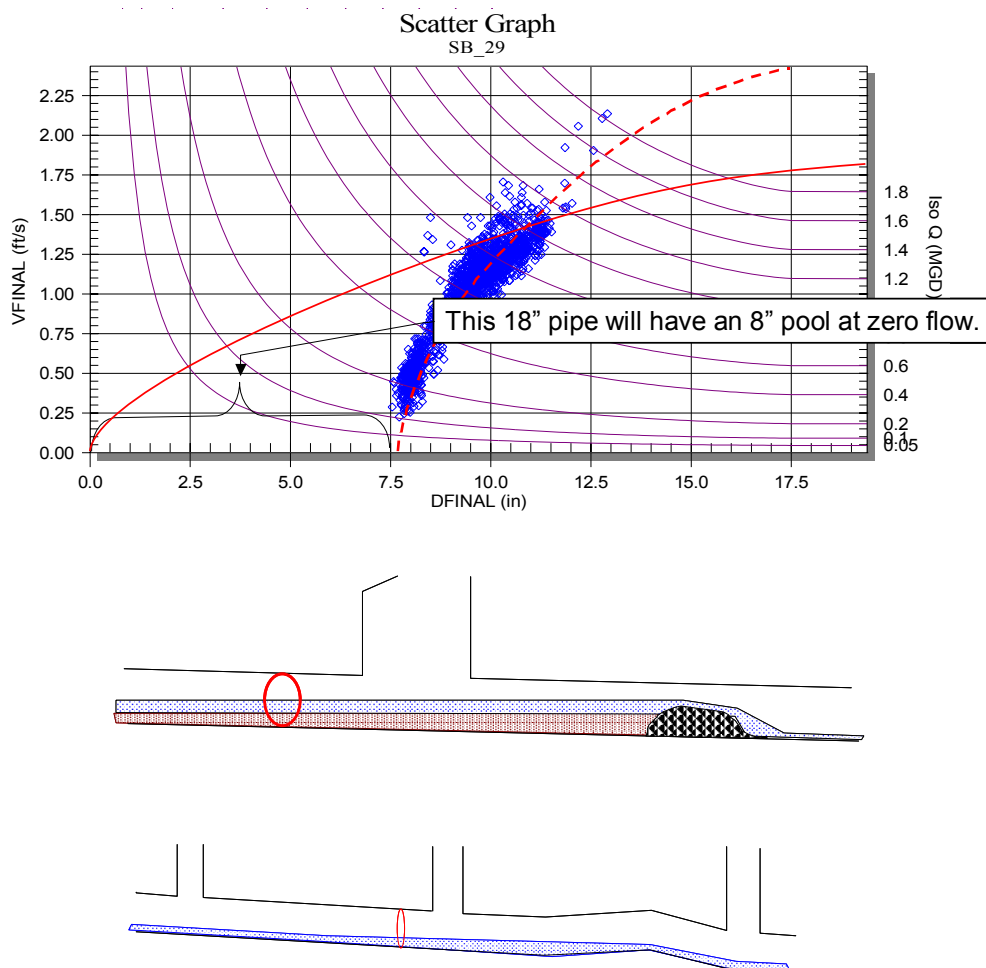 Scatter Graph
SB_29
VFINAL (ft/s)
2.25
2.00
1.75
1.50
1.25
1.00
0.75
0.50
0.25
0.00
0.0 2.5 5.0 7.5 10.0 12.5 15.0 17.5
DFINAL (in)
1.8
1.6
1.4
1.2
0.6
0.4
0.2
0.1
0.05
Iso Q (MGD)
This 18” pipe will have an 8” pool at zero flow.